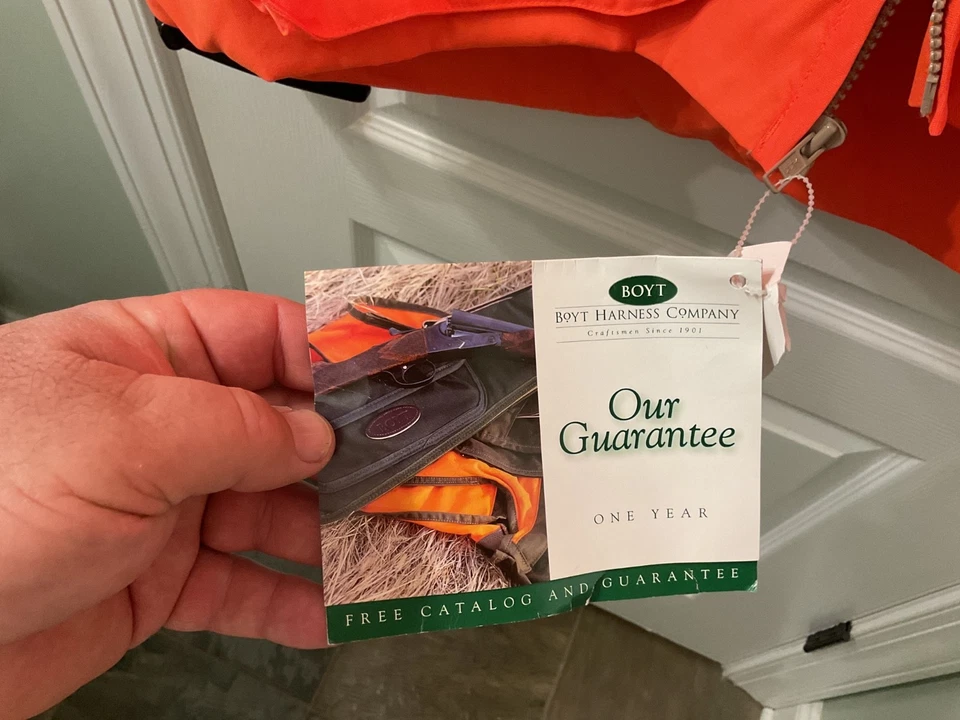 BOYT
BOYT HARNESS COMPANY
Craftsmen Since 1901
Our
Guarantee
ONE YEAR
FREE CATALOG AND GUARANTEE